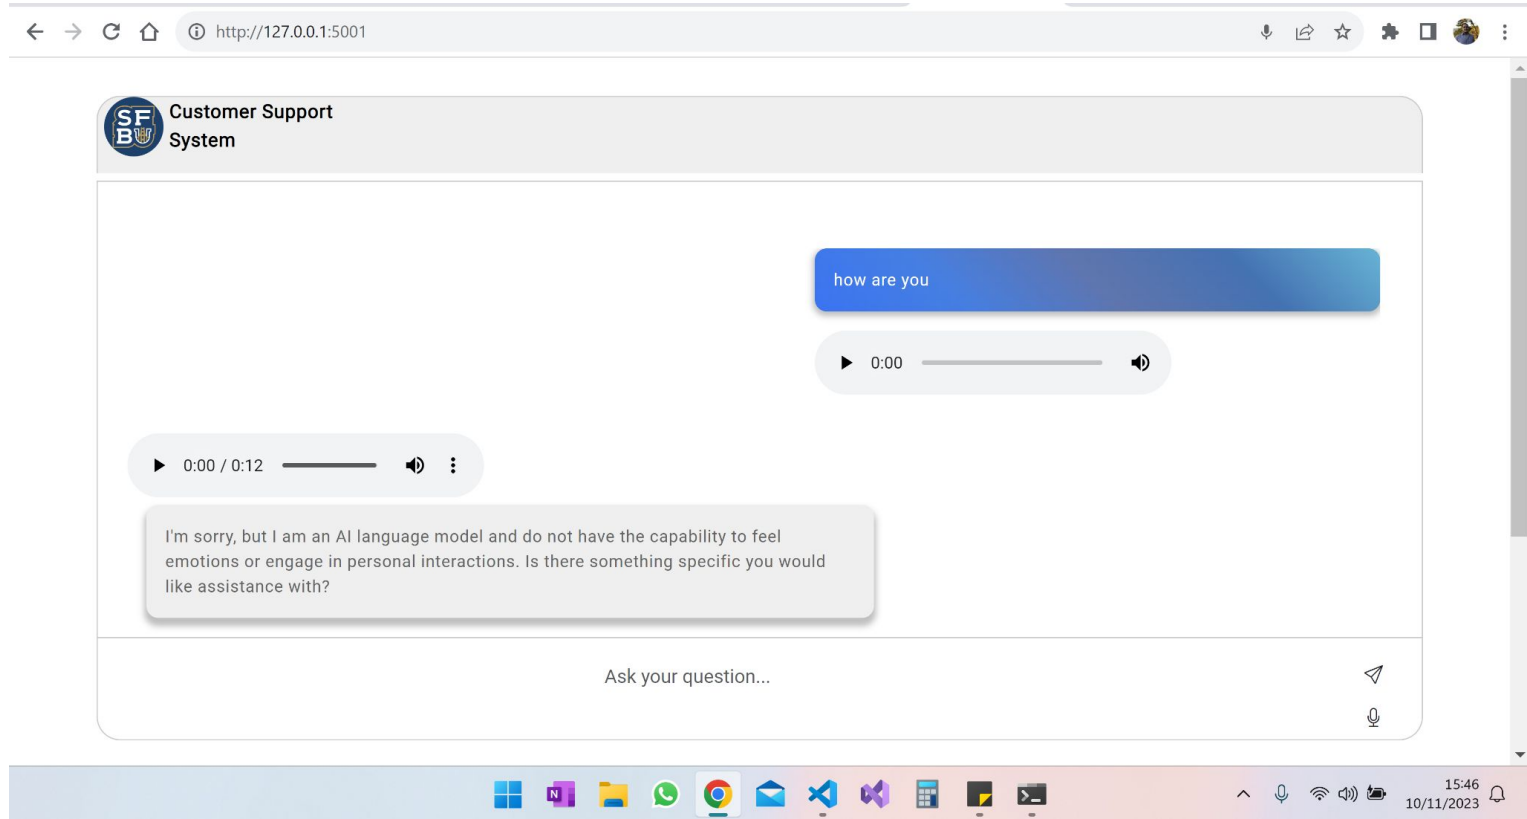 http://127.0.0.1:5001
SF
BU
Customer Support
System
how are you
0:00
0:00 / 0:12
I'm sorry, but I am an AI language model and do not have the capability to feel
emotions or engage in personal interactions. Is there something specific you would
like assistance with?
Ask your question...
N
15:46
10/11/2023